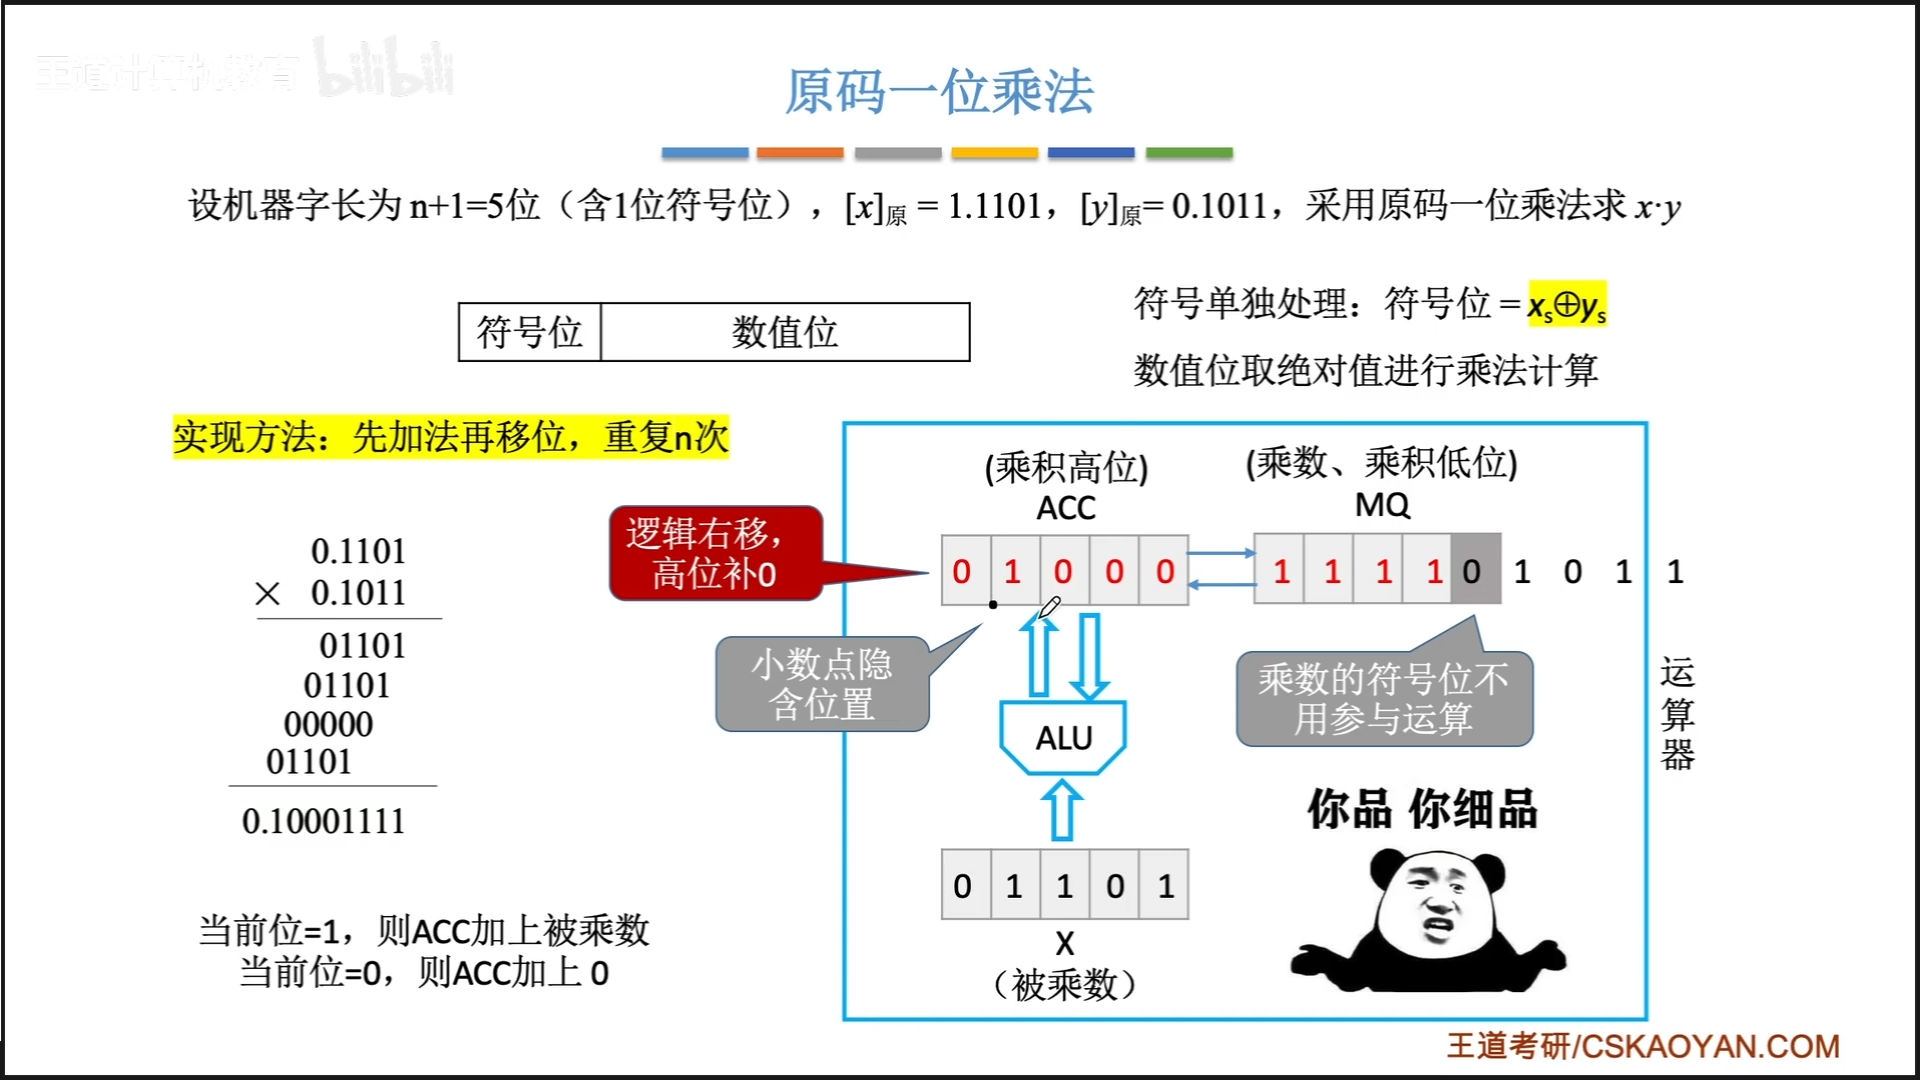 王道计算机教育 bilibili
原码一位乘法
设机器字长为 n+1=5位（含1位符号位），[x]原 = 1.1101，[y]原= 0.1011，采用原码一位乘法求 x·y
符号位 数值位
符号单独处理：符号位 = xs⊕ys
数值位取绝对值进行乘法计算
实现方法：先加法再移位，重复n次
0.1101
× 0.1011
01101
01101
00000
01101
0.10001111
当前位=1，则ACC加上被乘数
当前位=0，则ACC加上 0
(乘积高位)
ACC
(乘数、乘积低位)
MQ
逻辑右移，
高位补0
0 1 0 0 0
1 1 1 1 0 1 0 1 1
小数点隐
含位置
乘数的符号位不
用参与运算
ALU
运
算
器
0 1 1 0 1
X
（被乘数）
你品 你细品
王道考研/CSKAOYAN.COM